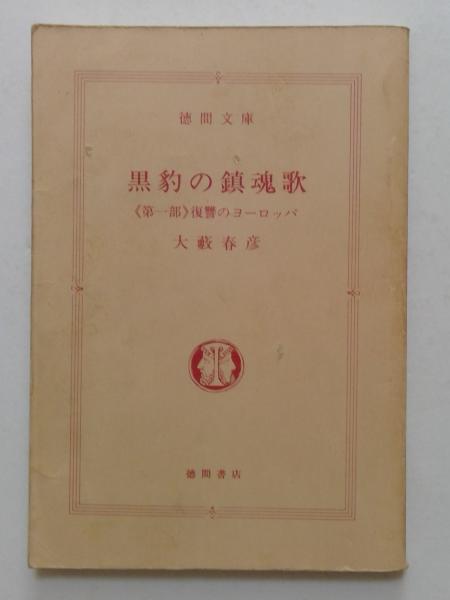 徳間文庫
黒豹の鎮魂歌
《第一部》復讐のヨーロッパ
大藪春彦
徳間書店